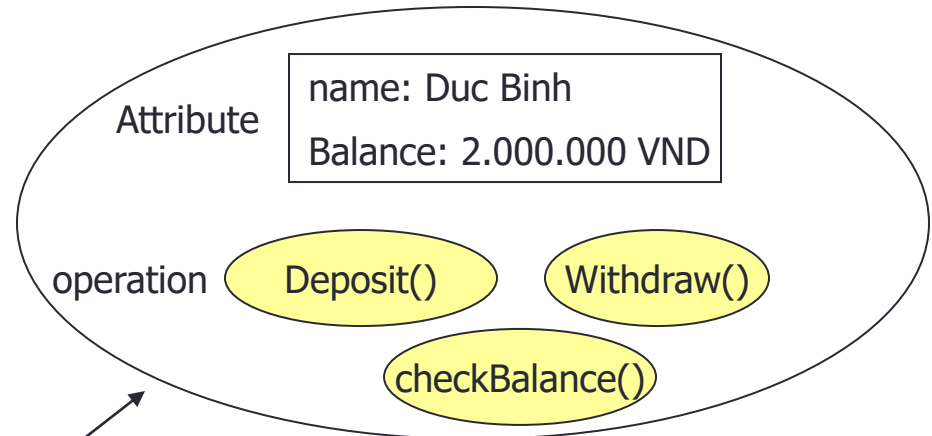 name: Duc Binh
Attribute
Balance: 2.000.000 VND
operation Deposit() Withdraw()
checkBalance()